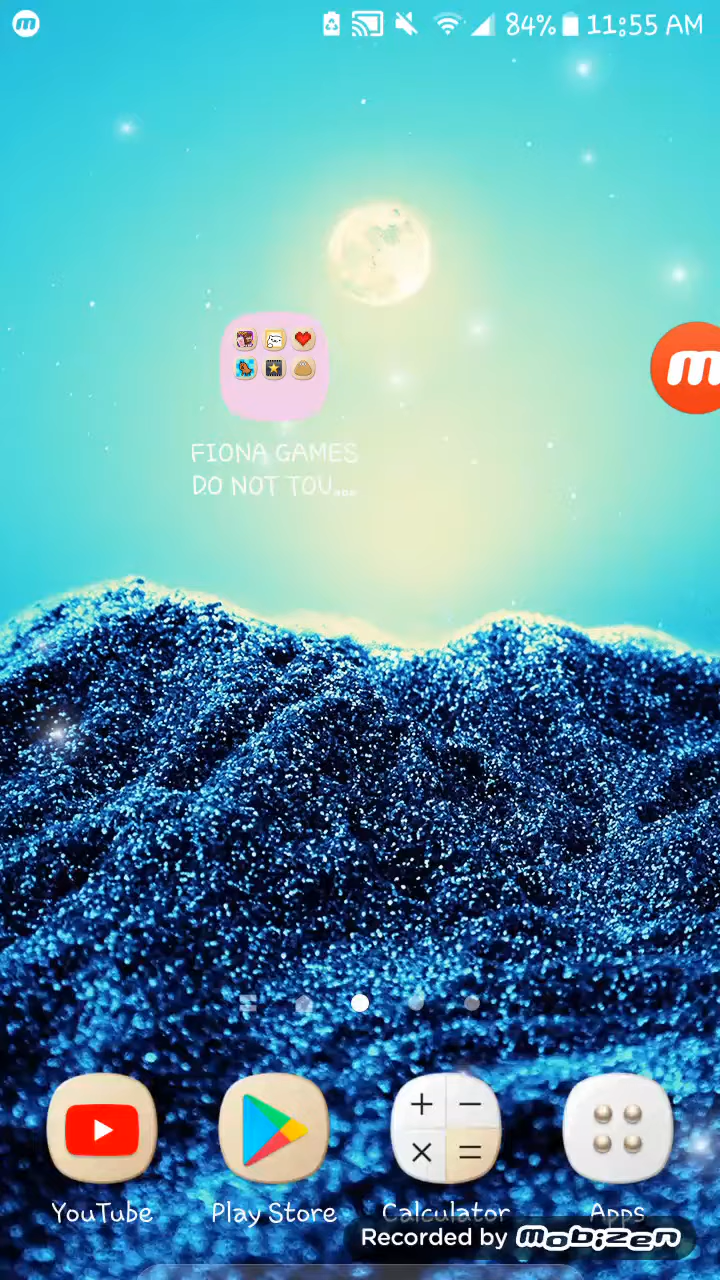 84% 11:55 AM
FIONA GAMES
DO NOT TOU...
YouTube
Play Store
Calculator
Apps
Recorded by mobizen